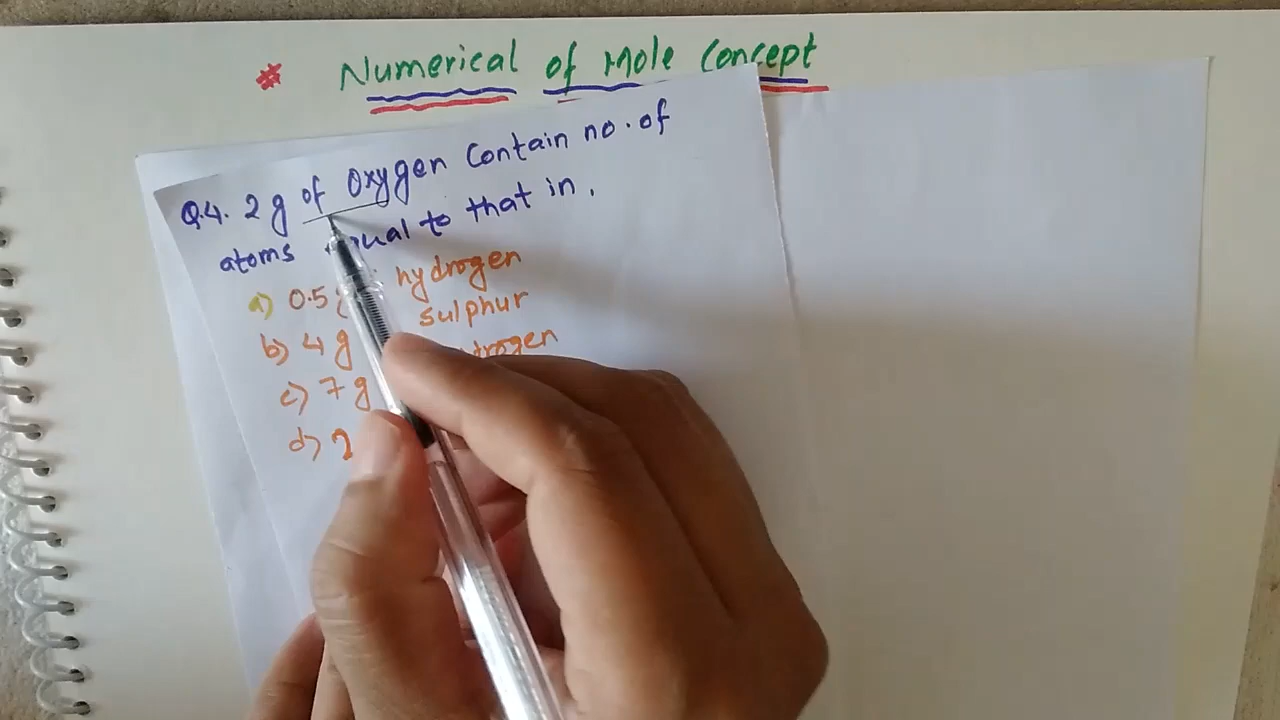 * Numerical of Mole Concept
Q.4. 2 g of Oxygen Contain no. of
atoms equal to that in.
a) 0.5 g hydrogen
b) 4 g sulphur
c) 7 g
d)